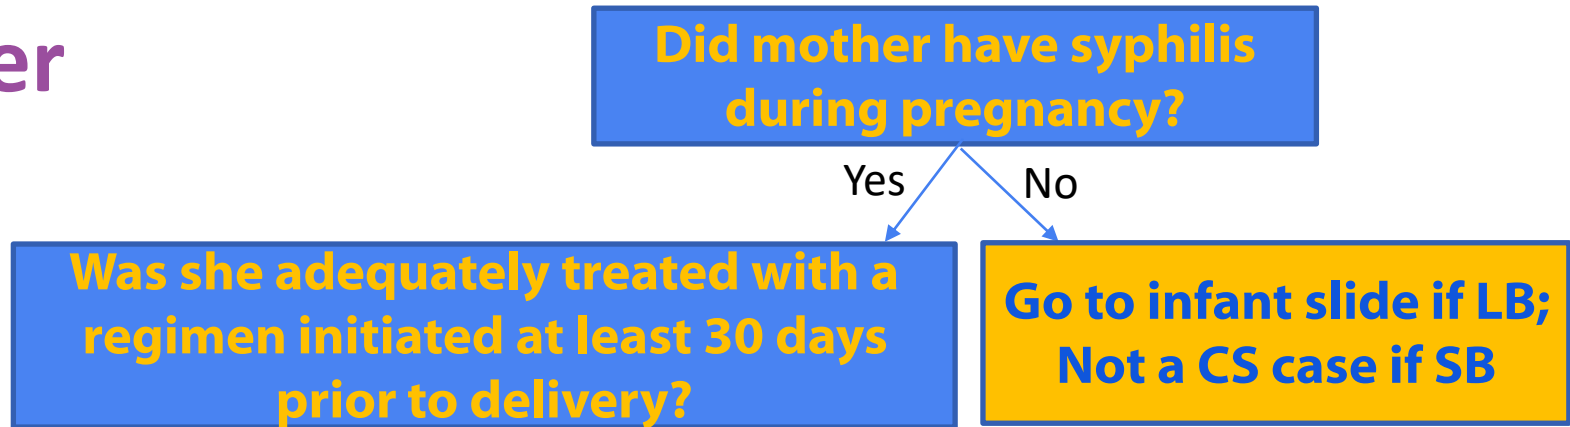 er
Did mother have syphilis
during pregnancy?
Yes
No
Was she adequately treated with a
regimen initiated at least 30 days
prior to delivery?
Go to infant slide if LB;
Not a CS case if SB